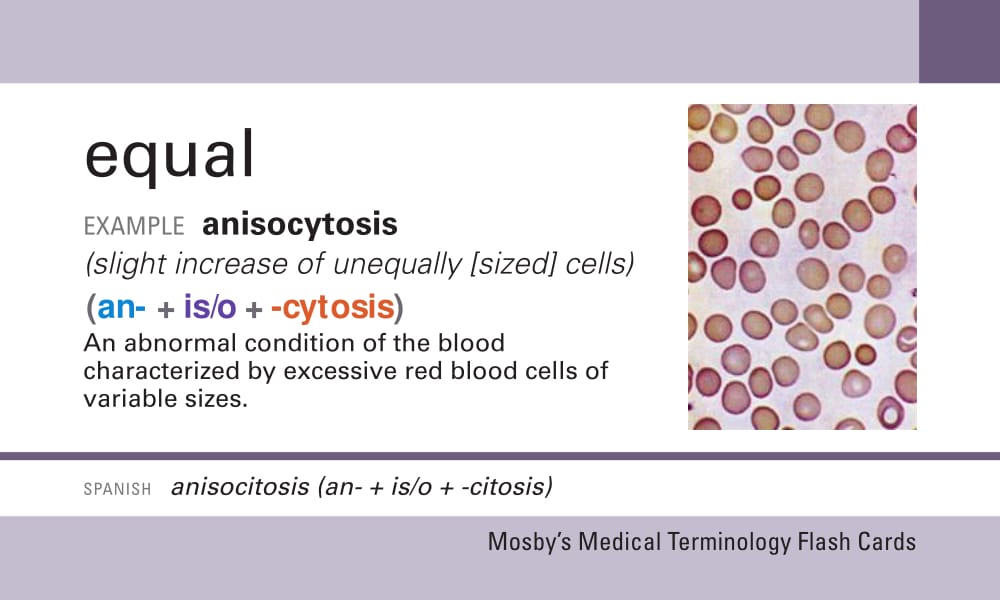 equal
EXAMPLE anisocytosis
(slight increase of unequally [sized] cells)
(an- + is/o + -cytosis)
An abnormal condition of the blood
characterized by excessive red blood cells of
variable sizes.
SPANISH anisocitosis (an- + is/o + -citosis)
Mosby’s Medical Terminology Flash Cards